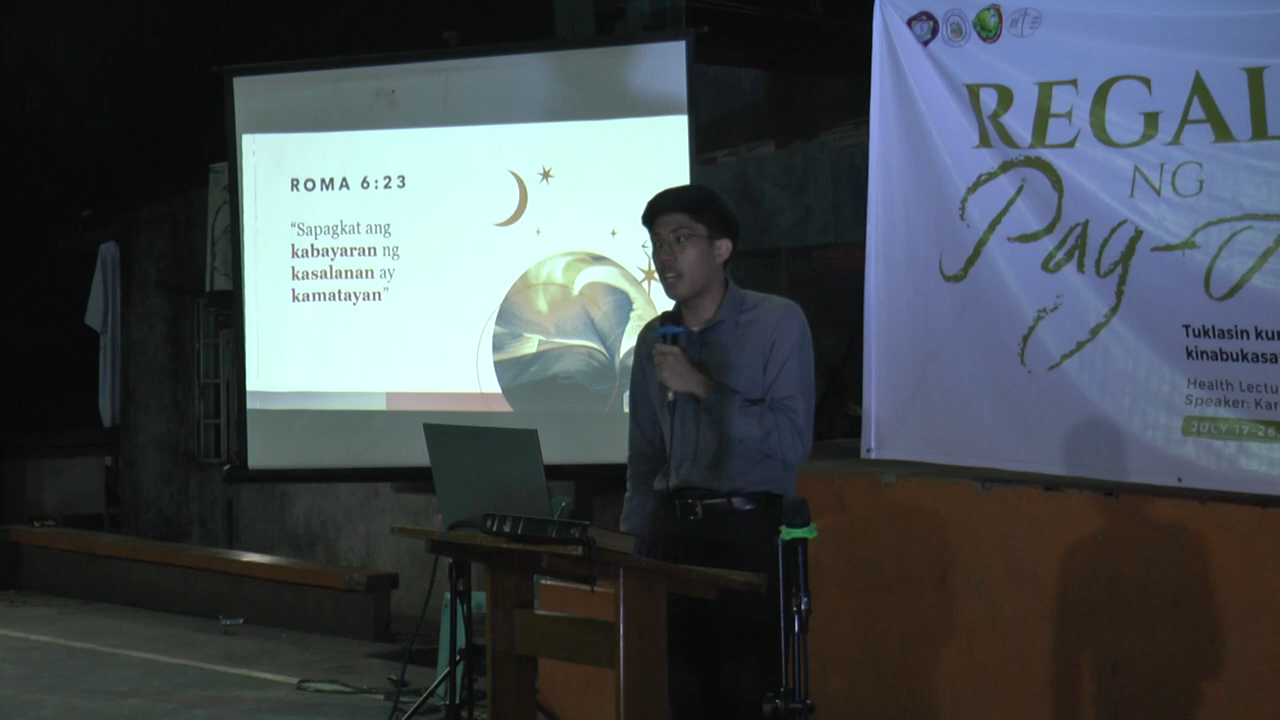 ROMA 6:23
“Sapagkat ang
kabayaran ng
kasalanan ay
kamatayan”
REGAL
NG
Pag-
Tuklasin ku
kinabukasa
Health Lectu
Speaker: Kar
JULY 17-26